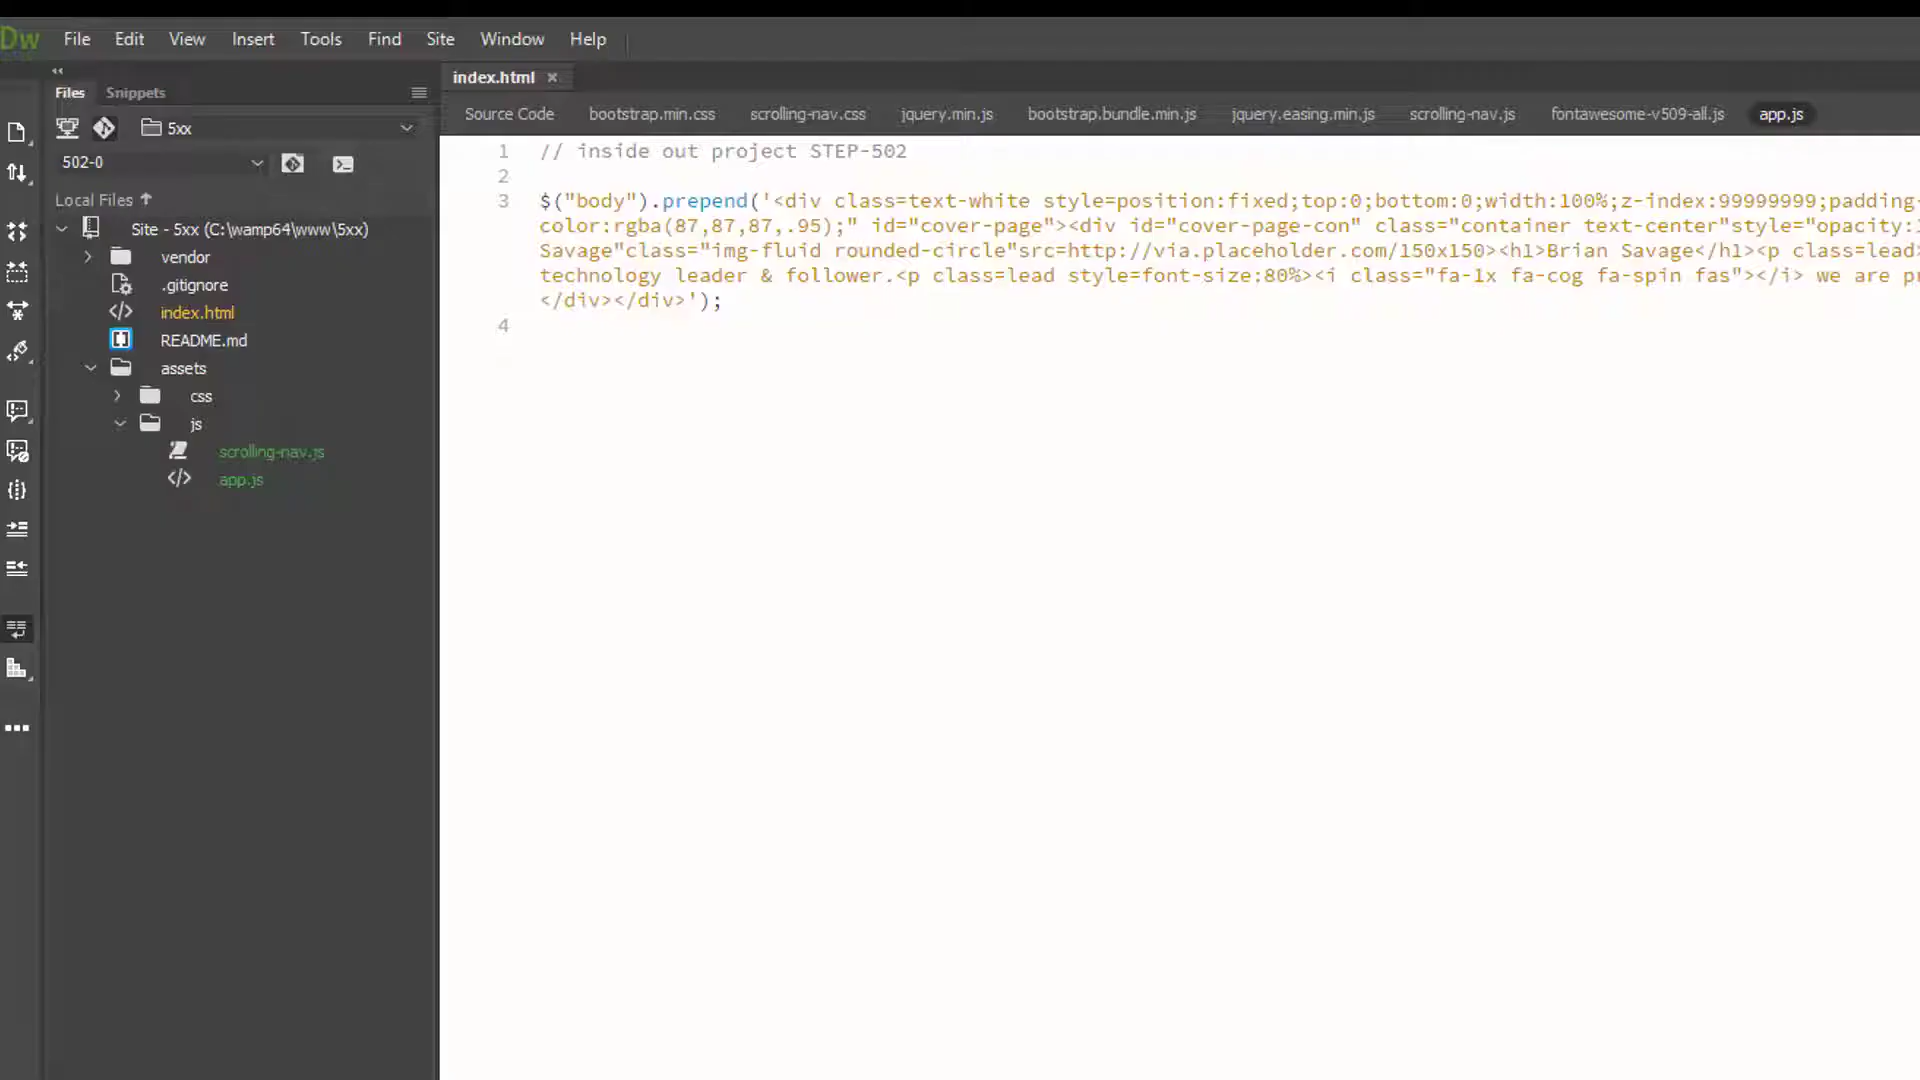 Dw File Edit View Insert Tools Find Site Window Help
index.html
Files Snippets
5xx
Source Code bootstrap.min.css scrolling-nav.css jquery.min.js bootstrap.bundle.min.js jquery.easing.min.js scrolling-nav.js fontawesome-v509-all.js app.js
502-0
Local Files
Site - 5xx (C:\wamp64\www\5xx)
vendor
.gitignore
index.html
README.md
assets
css
js
scrolling-nav.js
app.js
1 // inside out project STEP-502
2
3 $("body").prepend('<div class=text-white style=position:fixed;top:0;bottom:0;width:100%;z-index:99999999;padding-
color:rgba(87,87,87,.95);" id="cover-page"><div id="cover-page-con" class="container text-center"style="opacity:
Savage"class="img-fluid rounded-circle"src=http://via.placeholder.com/150x150><h1>Brian Savage</h1><p class=lead>
technology leader & follower.<p class=lead style=font-size:80%><i class="fa-1x fa-cog fa-spin fas"></i> we are
</div></div>');
4